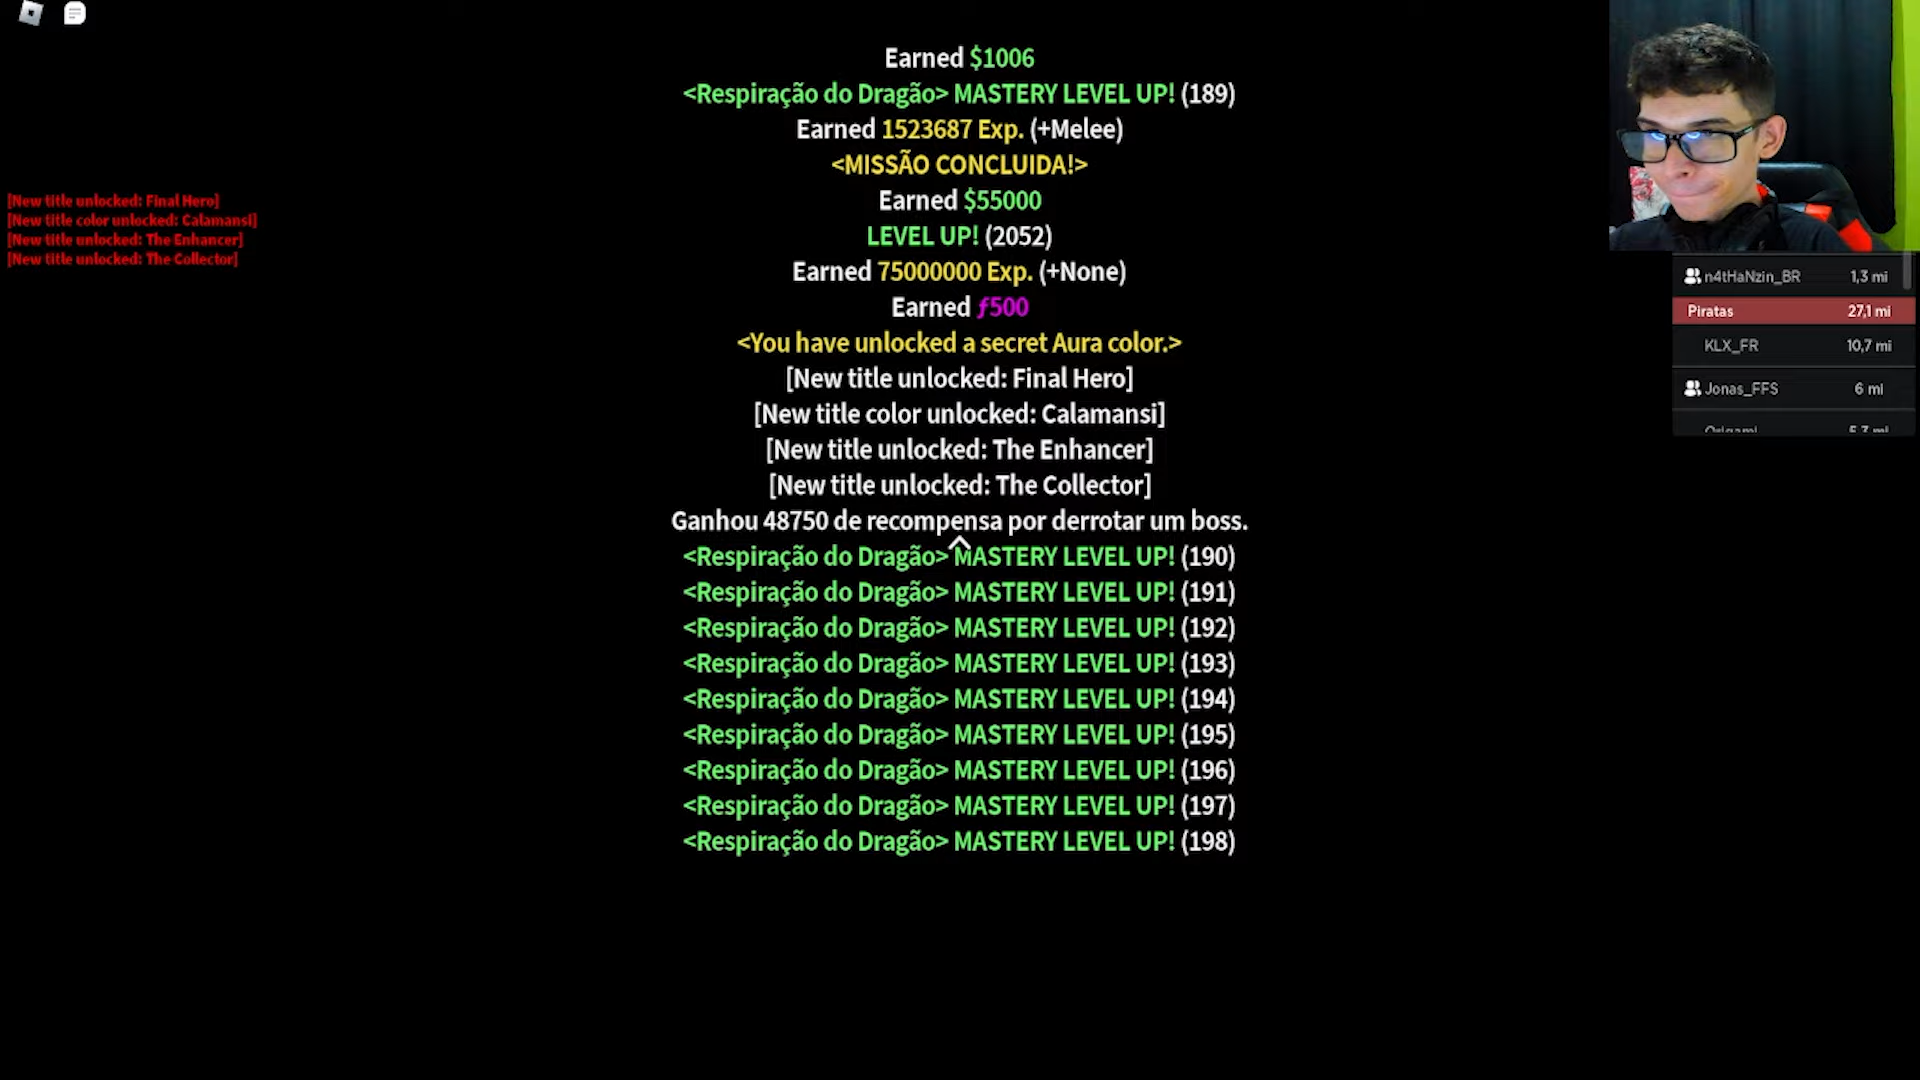 Earned $1006
<Respiração do Dragão> MASTERY LEVEL UP! (189)
Earned 1523687 Exp. (+Melee)
<MISSÃO CONCLUIDA!>
Earned $55000
LEVEL UP! (2052)
Earned 75000000 Exp. (+None)
Earned ƒ500
<You have unlocked a secret Aura color.>
[New title unlocked: Final Hero]
[New title color unlocked: Calamansi]
[New title unlocked: The Enhancer]
[New title unlocked: The Collector]
Ganhou 48750 de recompensa por derrotar um boss.
<Respiração do Dragão> MASTERY LEVEL UP! (190)
<Respiração do Dragão> MASTERY LEVEL UP! (191)
<Respiração do Dragão> MASTERY LEVEL UP! (192)
<Respiração do Dragão> MASTERY LEVEL UP! (193)
<Respiração do Dragão> MASTERY LEVEL UP! (194)
<Respiração do Dragão> MASTERY LEVEL UP! (195)
<Respiração do Dragão> MASTERY LEVEL UP! (196)
<Respiração do Dragão> MASTERY LEVEL UP! (197)
<Respiração do Dragão> MASTERY LEVEL UP! (198)
[New title unlocked: Final Hero]
[New title color unlocked: Calamansi]
[New title unlocked: The Enhancer]
[New title unlocked: The Collector]
n4tHaNzin_BR 1,3 mi
Piratas 27,1 mi
KLX_FR 10,7 mi
Jonas_FFS 6 mi